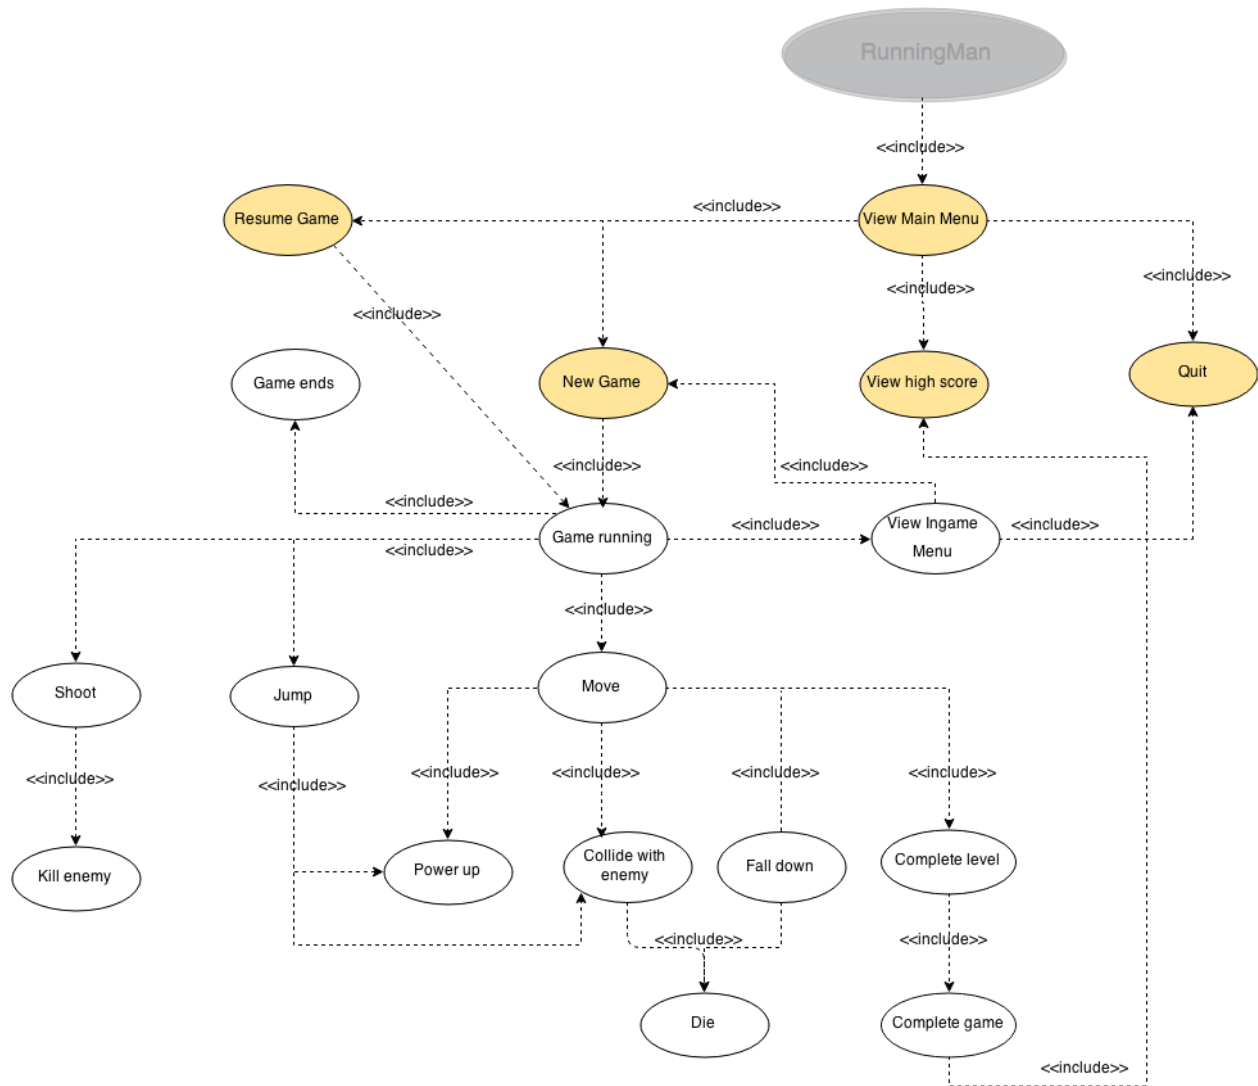 RunningMan
<<include>>
<<include>>
Resume Game
View Main Menu
<<include>>
<<include>>
<<include>>
Game ends
New Game
View high score
Quit
<<include>>
<<include>>
<<include>>
<<include>>
<<include>>
<<include>>
Game running
View Ingame
Menu
<<include>>
<<include>>
Shoot
Jump
Move
<<include>>
<<include>>
<<include>>
<<include>>
<<include>>
<<include>>
Kill enemy
Power up
Collide with
enemy
Fall down
Complete level
<<include>>
<<include>>
Die
Complete game
<<include>>